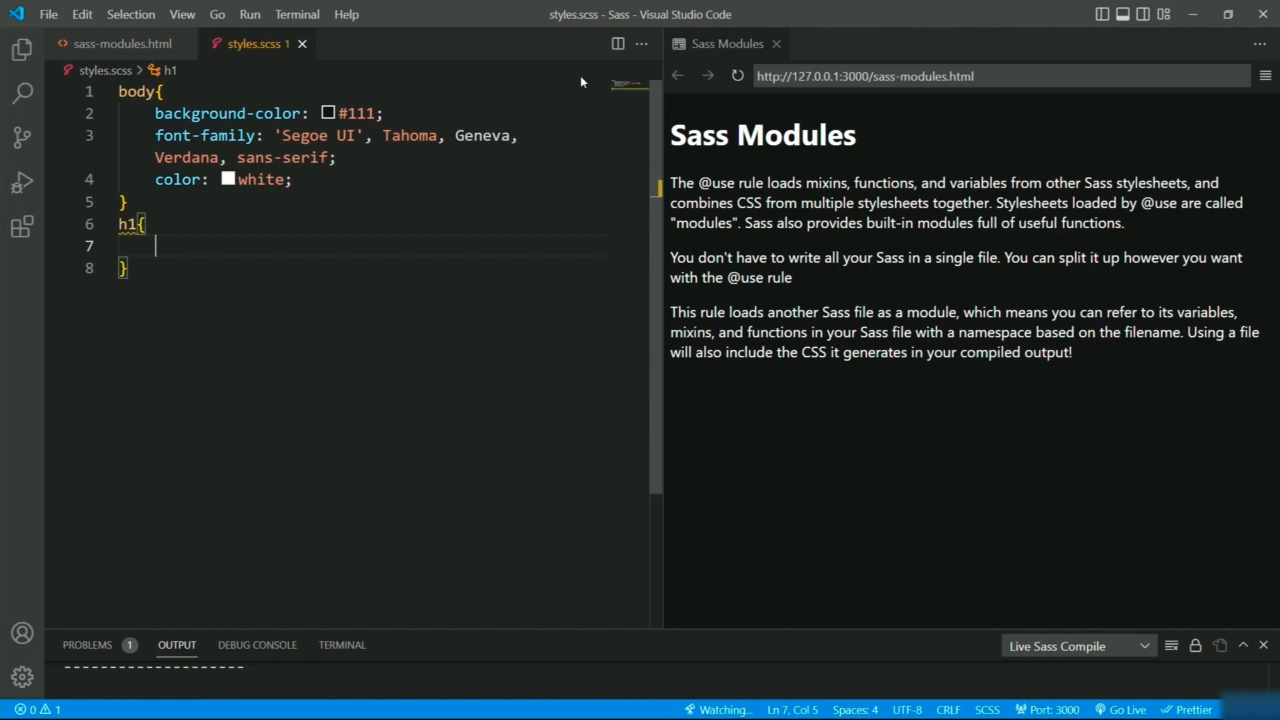 File Edit Selection View Go Run Terminal Help
styles.scss - Sass - Visual Studio Code
sass-modules.html
styles.scss 1
styles.scss > h1
1 body{
2 background-color: #111;
3 font-family: 'Segoe UI', Tahoma, Geneva,
Verdana, sans-serif;
4 color: white;
5 }
6 h1{
7
8 }
Sass Modules
http://127.0.0.1:3000/sass-modules.html
Sass Modules
The @use rule loads mixins, functions, and variables from other Sass stylesheets, and
combines CSS from multiple stylesheets together. Stylesheets loaded by @use are called
"modules". Sass also provides built-in modules full of useful functions.
You don't have to write all your Sass in a single file. You can split it up however you want
with the @use rule
This rule loads another Sass file as a module, which means you can refer to its variables,
mixins, and functions in your Sass file with a namespace based on the filename. Using a file
will also include the CSS it generates in your compiled output!
PROBLEMS 1 OUTPUT DEBUG CONSOLE TERMINAL
Live Sass Compile
--------------------
0 1
Watching... Ln 7, Col 5 Spaces: 4 UTF-8 CRLF SCSS Port: 3000 Go Live Prettier